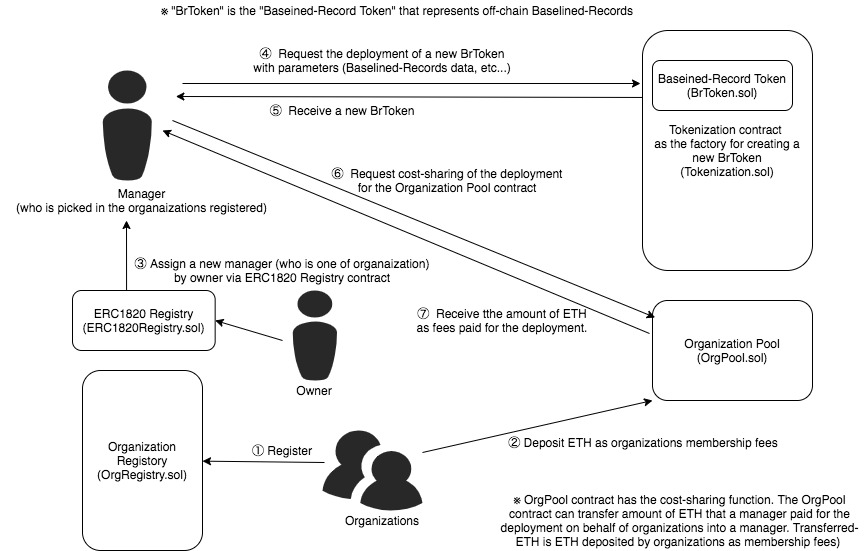 ※ "BrToken" is the "Baseined-Record Token" that represents off-chain Baselined-Records
④ Request the deployment of a new BrToken
with parameters (Baselined-Records data, etc...)
⑤ Receive a new BrToken
Baseined-Record Token
(BrToken.sol)
Tokenization contract
as the factory for creating a
new BrToken
(Tokenization.sol)
Manager
(who is picked in the organaizations registered)
⑥ Request cost-sharing of the deployment
for the Organization Pool contract
③ Assign a new manager (who is one of organaization)
by owner via ERC1820 Registry contract
ERC1820 Registry
(ERC1820Registry.sol)
Owner
⑦ Receive the amount of ETH
as fees paid for the deployment.
Organization Pool
(OrgPool.sol)
Organization
Registory
(OrgRegistry.sol)
① Register
② Deposit ETH as organizations membership fees
Organizations
※ OrgPool contract has the cost-sharing function. The OrgPool
contract can transfer amount of ETH that a manager paid for the
deployment on behalf of organizations into a manager. Transferred-
ETH is ETH deposited by organizations as membership fees)